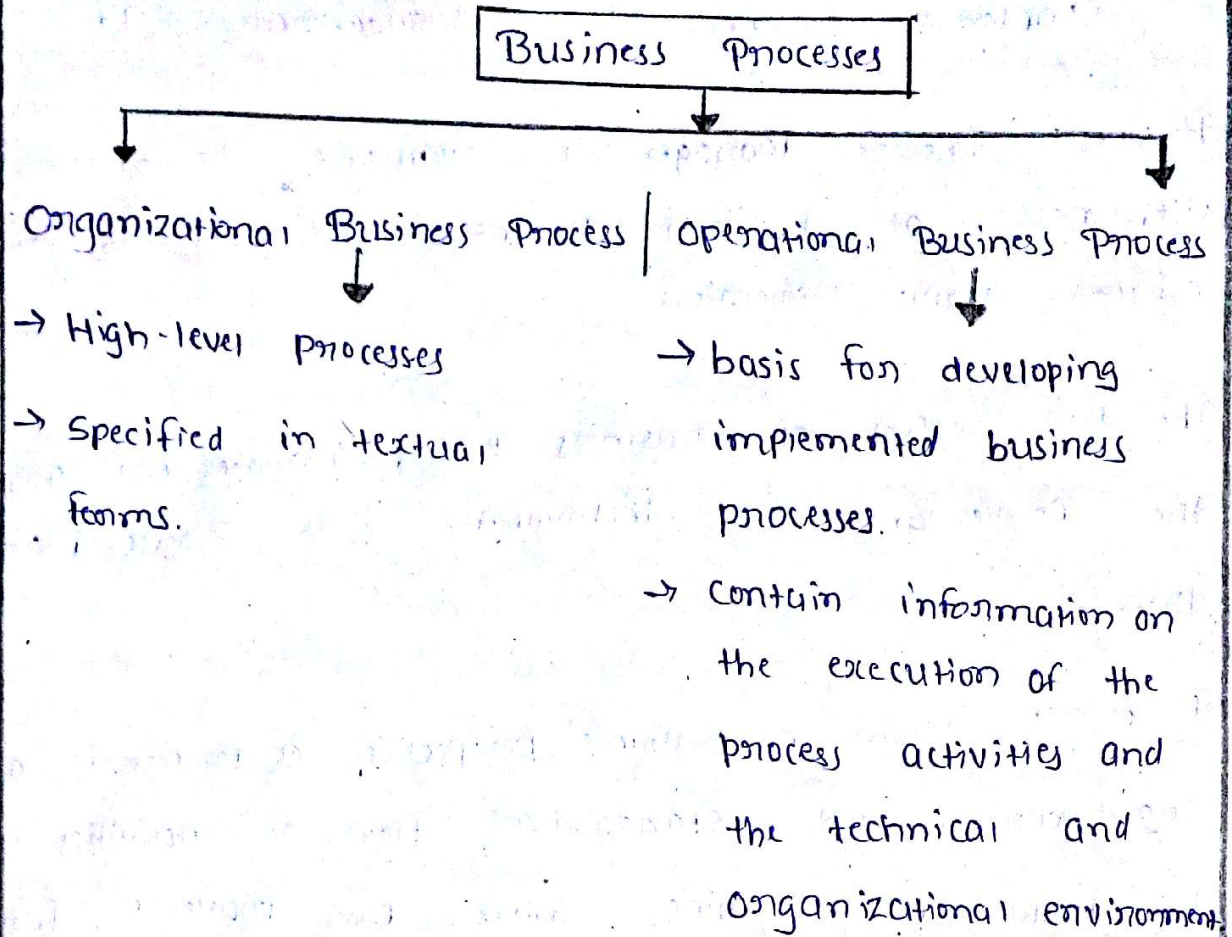 Business Processes
Organizational Business Process | Operational Business Process
→ High-level processes
→ Specified in textual
forms.
→ basis for developing
implemented business
processes.
→ Contain information on
the execution of the
process activities and
the technical and
organizational environment.